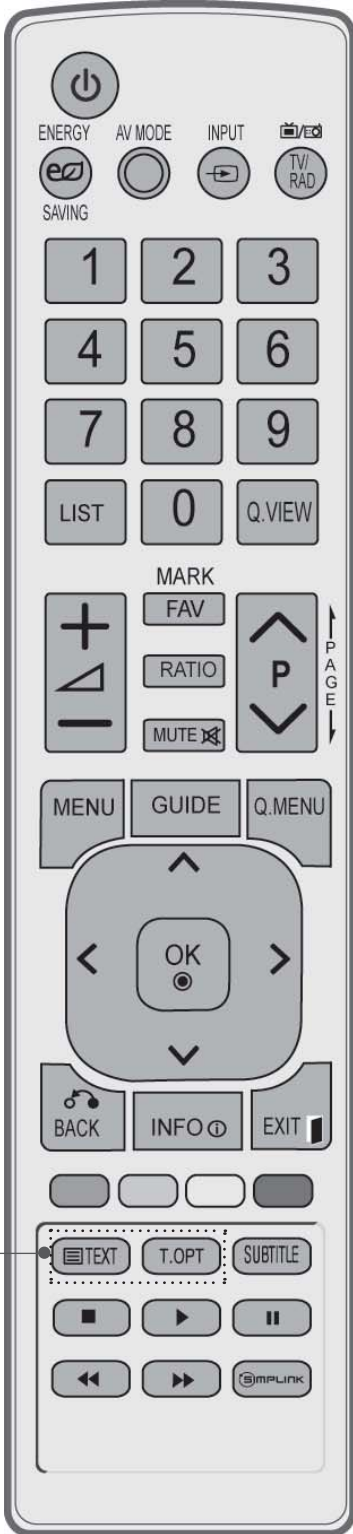 ENERGY AV MODE INPUT
TV/
RAD
SAVING
1 2 3
4 5 6
7 8 9
LIST 0 Q.VIEW
MARK
FAV
RATIO
P
PAGE
MUTE
MENU GUIDE Q.MENU
OK
BACK INFO EXIT
TEXT T.OPT SUBTITLE
SIMPLINK